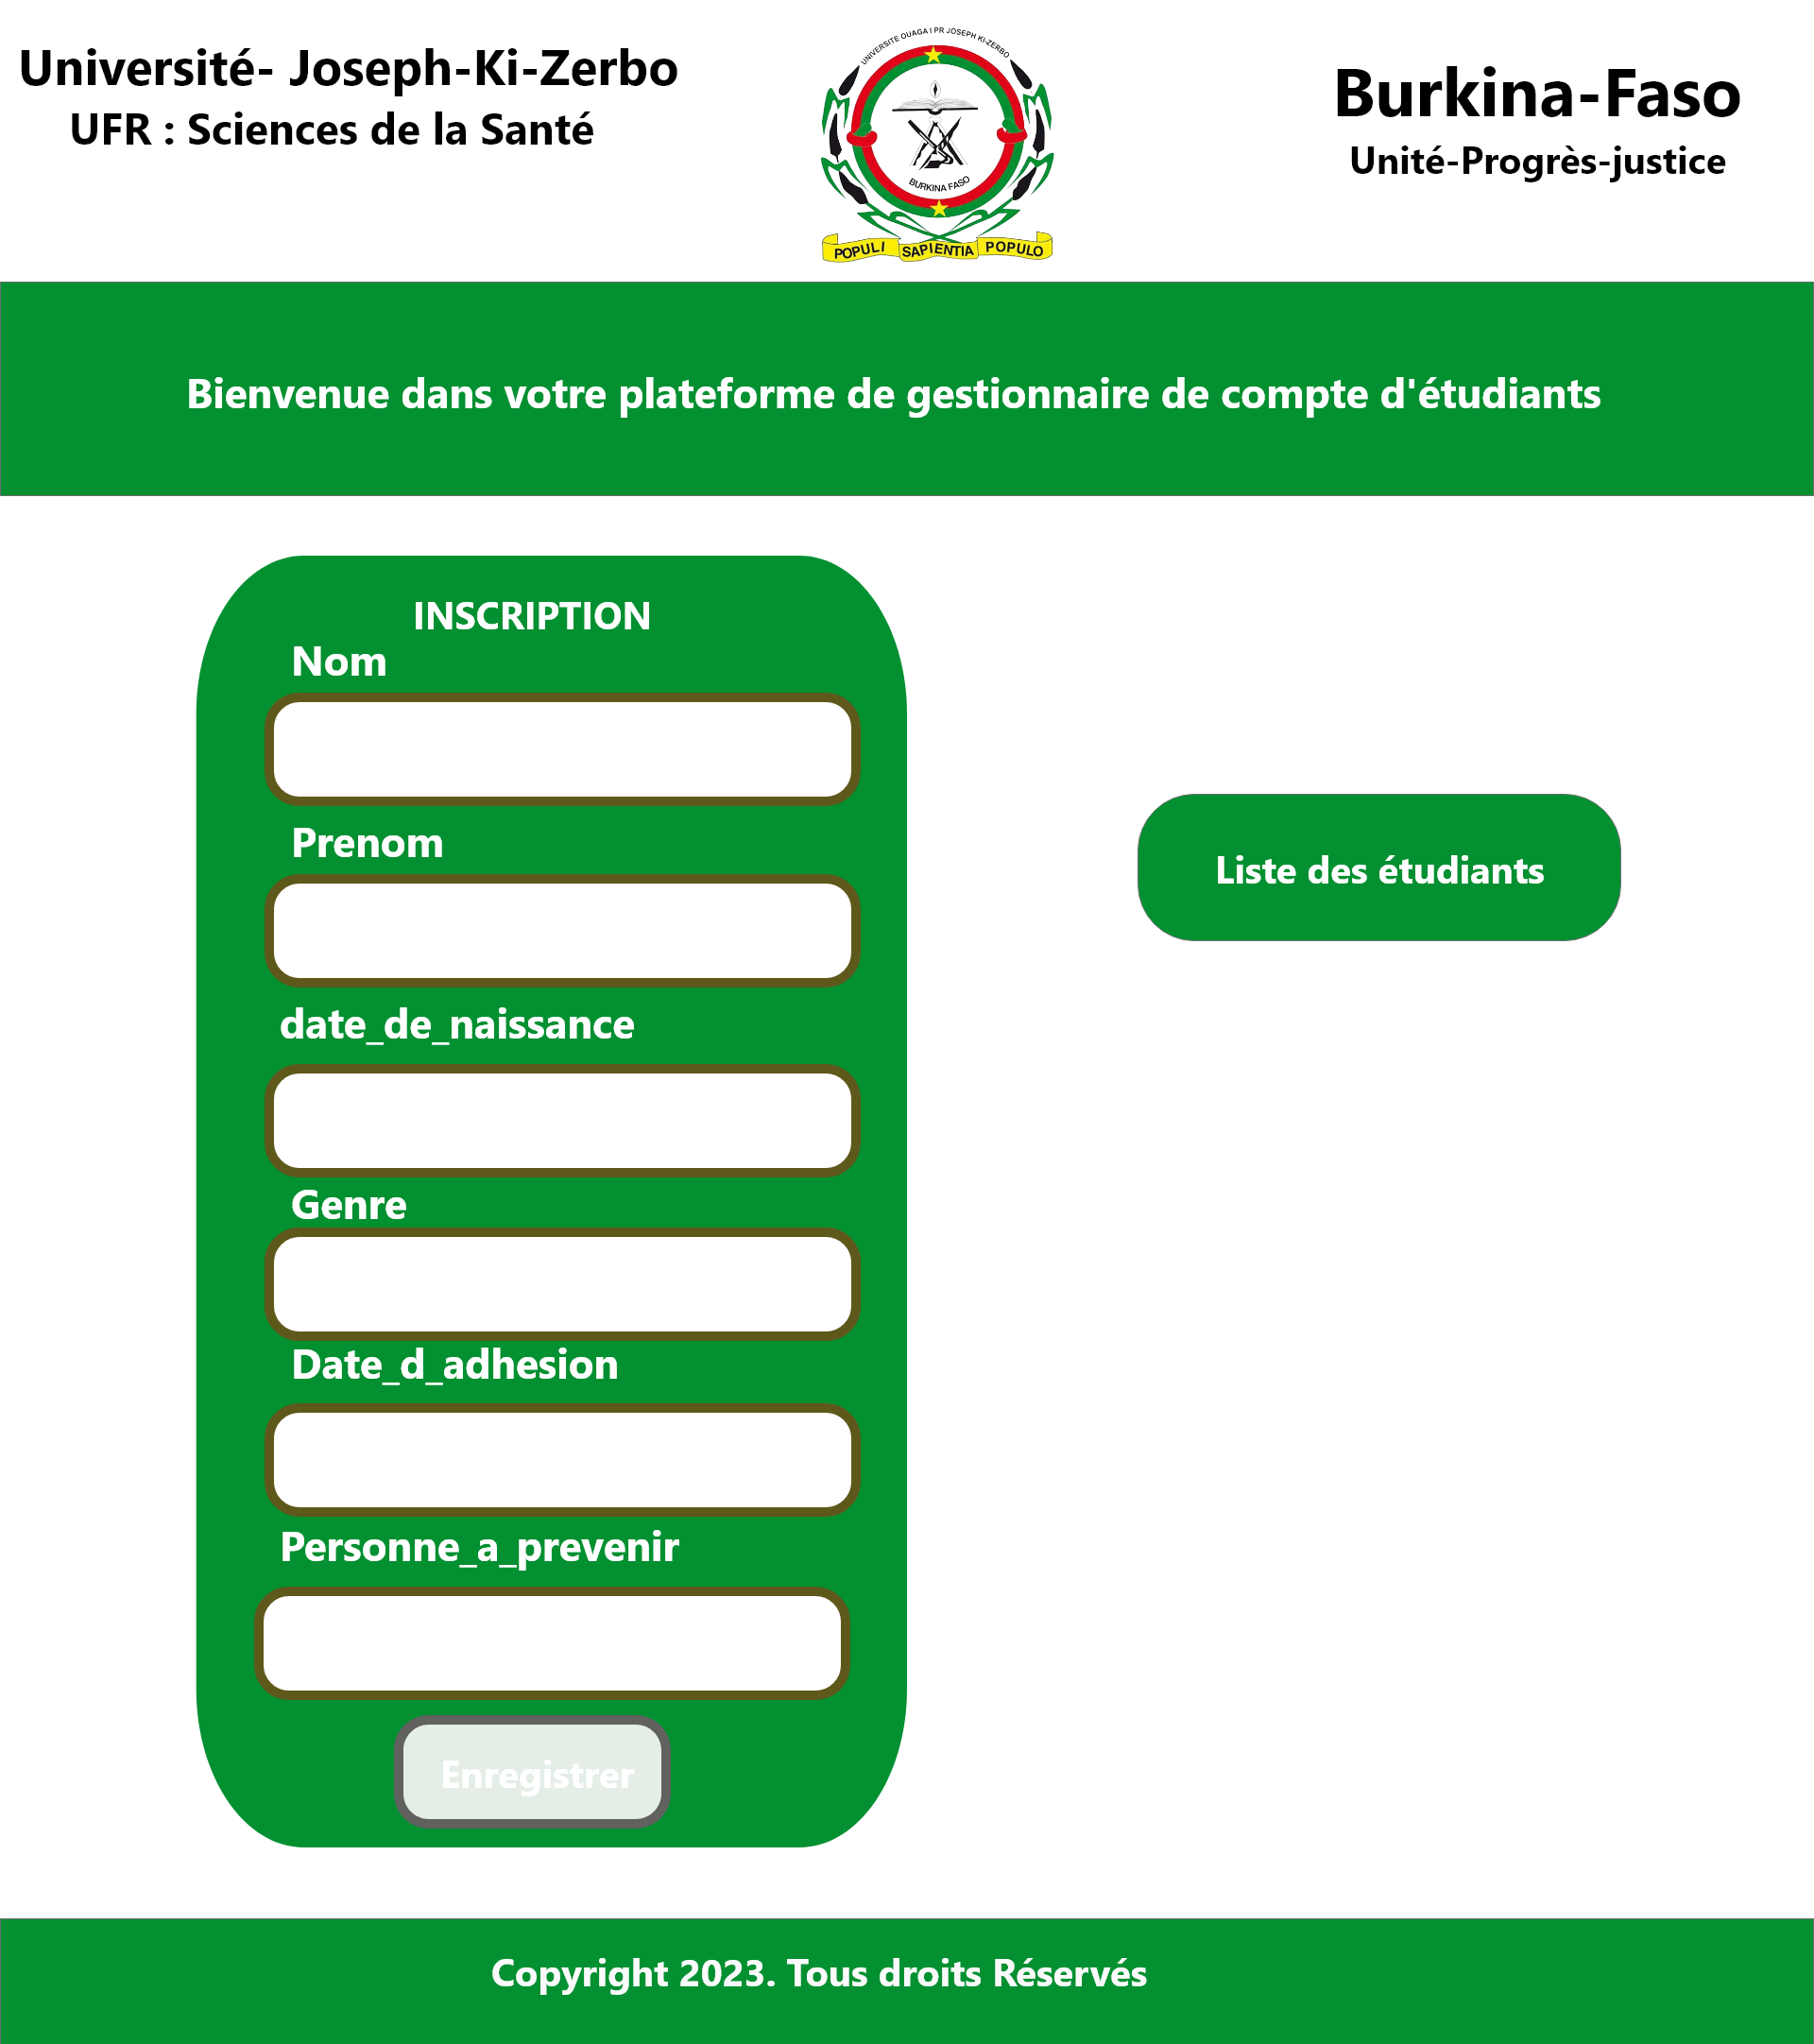 Université- Joseph-Ki-Zerbo
UFR : Sciences de la Santé
UNIVERSITE OUAGA I PR JOSEPH KI-ZERBO
BURKINA FASO
POPULI SAPIENTIA POPULO
Burkina-Faso
Unité-Progrès-justice
Bienvenue dans votre plateforme de gestionnaire de compte d'étudiants
INSCRIPTION
Nom
Prenom
date_de_naissance
Genre
Date_d_adhesion
Personne_a_prevenir
Enregistrer
Liste des étudiants
Copyright 2023. Tous droits Réservés